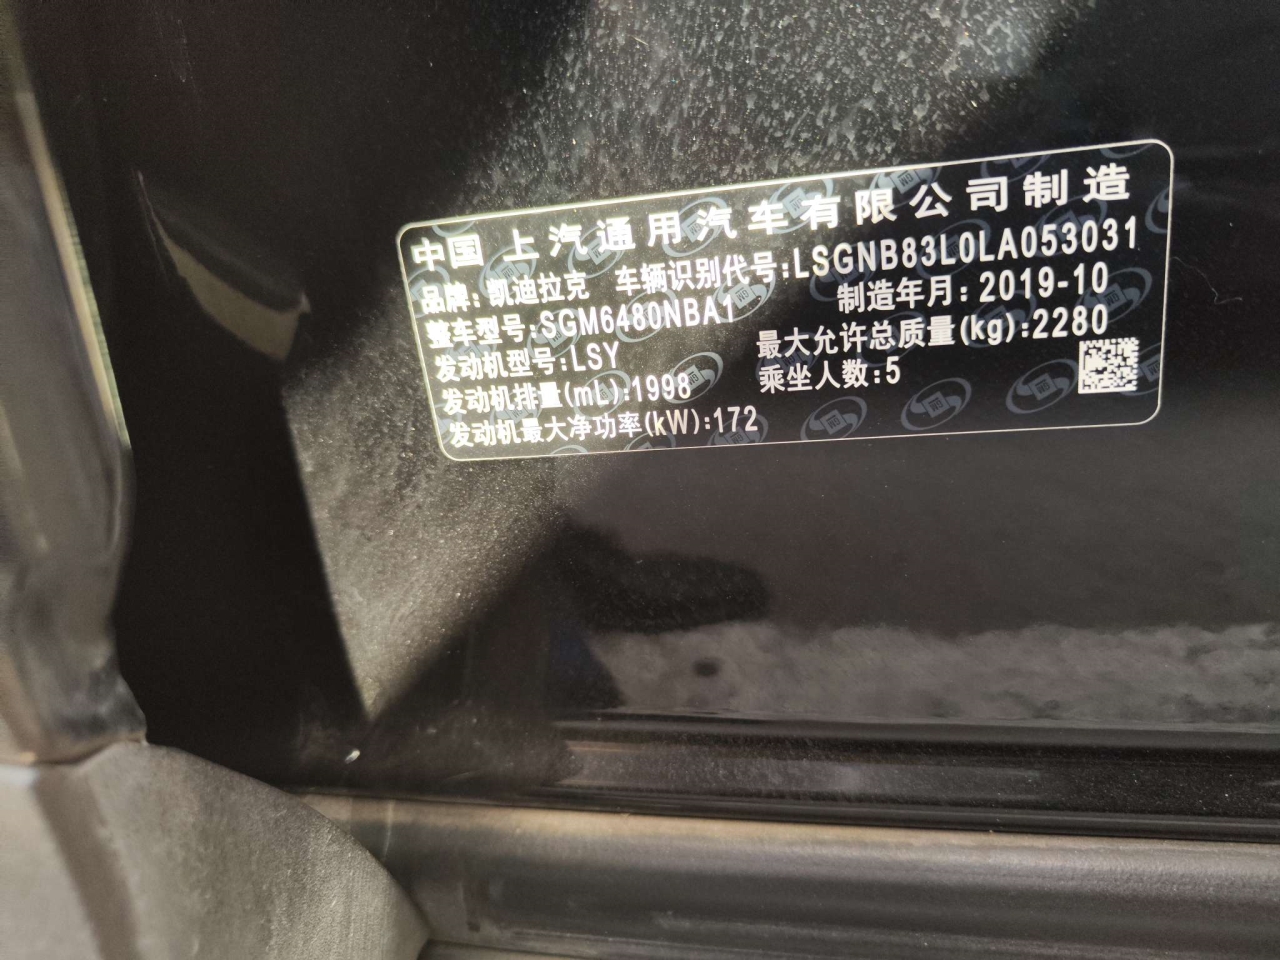 中国 上汽通用汽车有限公司制造
品牌: 凯迪拉克 车辆识别代号:LSGNB83L0LA053031
整车型号:SGM6480NBA1 制造年月: 2019-10
发动机型号:LSY 最大允许总质量(kg):2280
发动机排量(mL):1998 乘坐人数:5
发动机最大净功率(kW):172